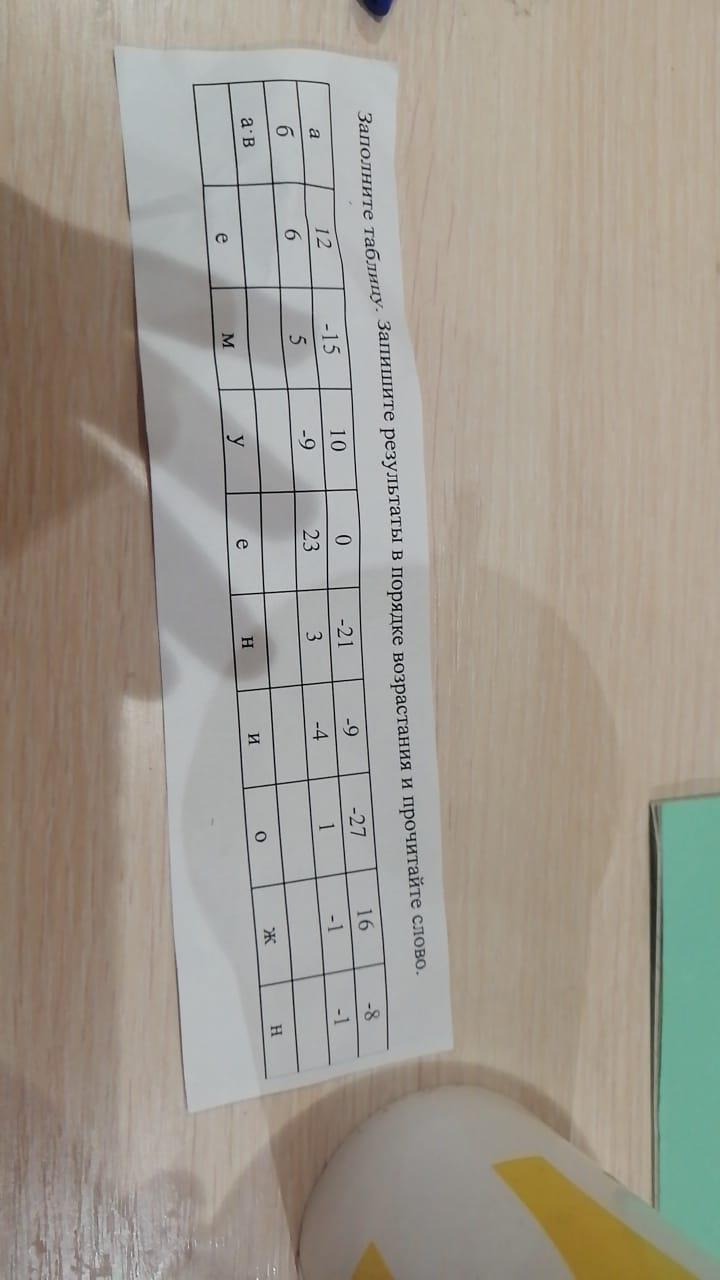 Заполните таблицу. Запишите результаты в порядке возрастания и прочитайте слово.
а 12 -15 10 0 -21 -9 -27 16 -8
б 6 5 -9 23 3 -4 1 -1 -1
а·в
е м у е н и о ж н